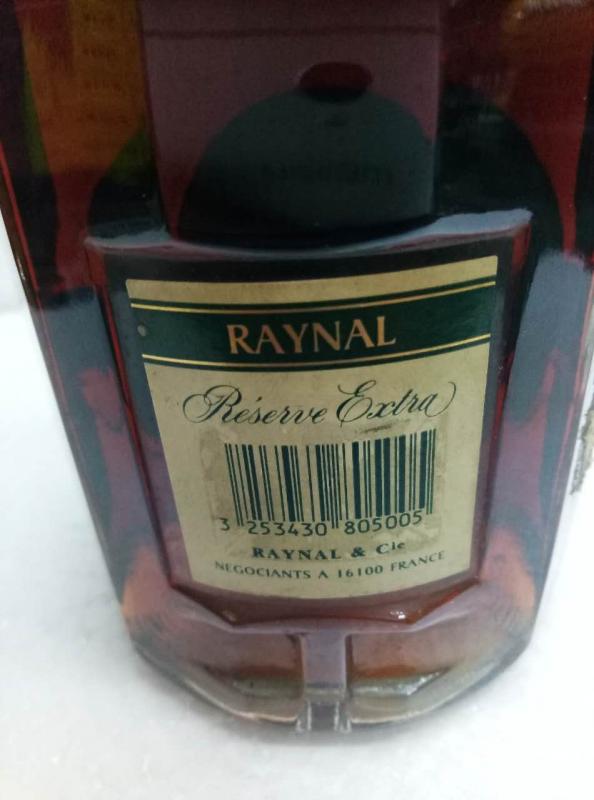 RAYNAL
Réserve Extra
3 253430 805005
RAYNAL & Cie
NEGOCIANTS A 16100 FRANCE